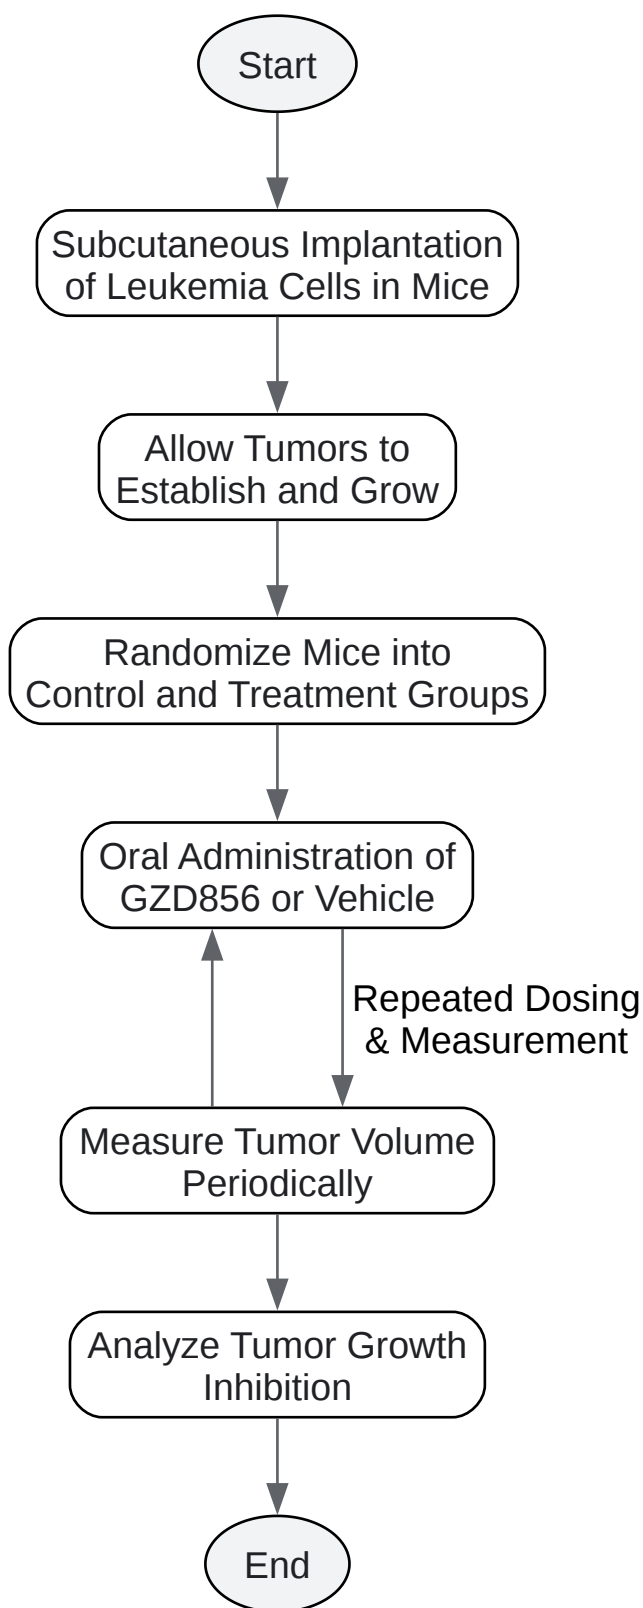 Start
Subcutaneous Implantation
of Leukemia Cells in Mice
Allow Tumors to
Establish and Grow
Randomize Mice into
Control and Treatment Groups
Oral Administration of
GZD856 or Vehicle
Repeated Dosing
& Measurement
Measure Tumor Volume
Periodically
Analyze Tumor Growth
Inhibition
End